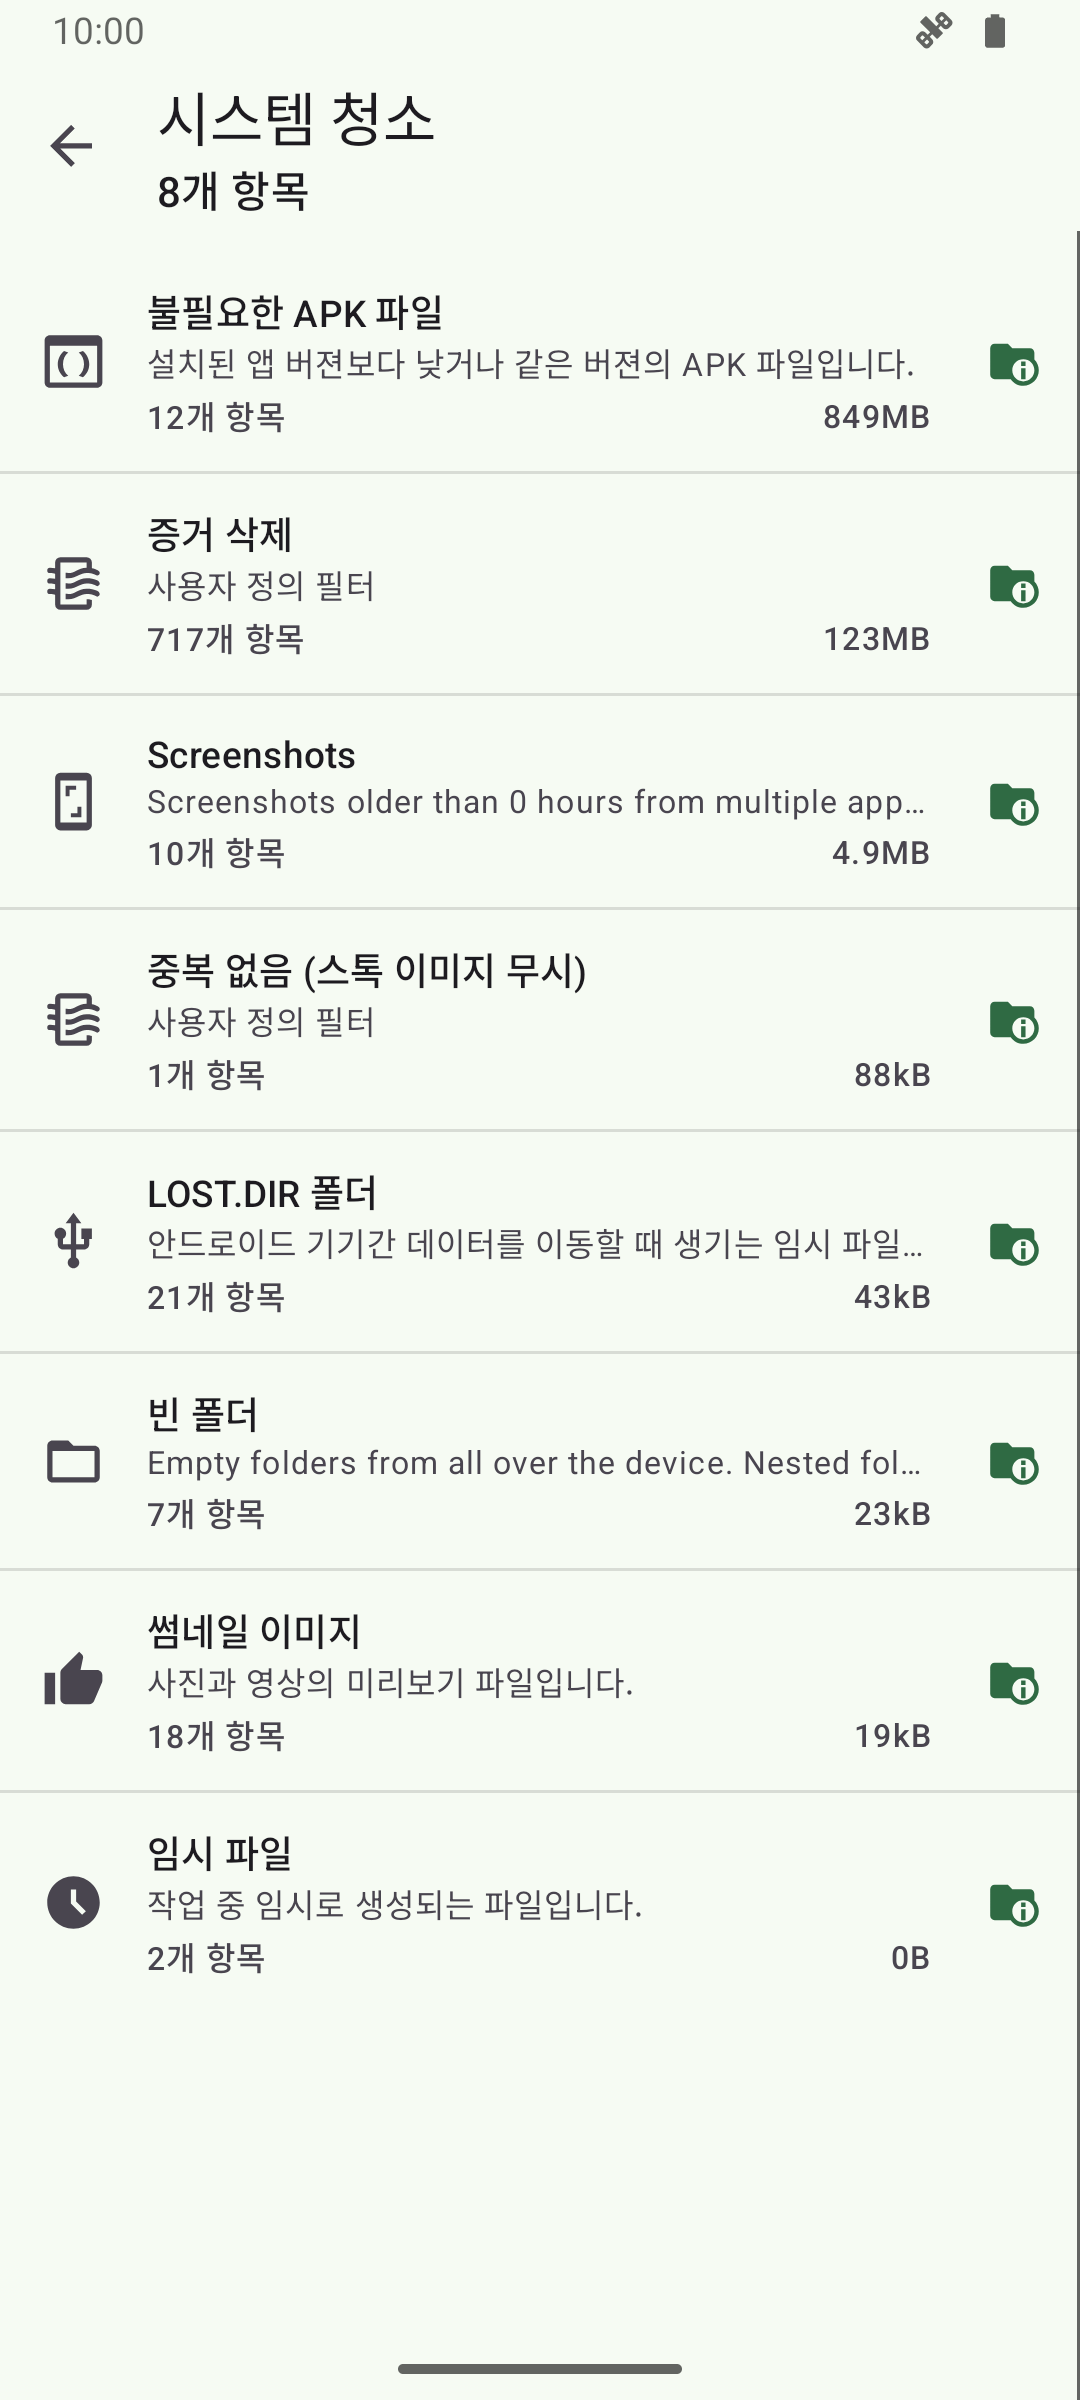 10:00
시스템 청소
8개 항목
불필요한 APK 파일
설치된 앱 버젼보다 낮거나 같은 버젼의 APK 파일입니다.
12개 항목 849MB
증거 삭제
사용자 정의 필터
717개 항목 123MB
Screenshots
Screenshots older than 0 hours from multiple app…
10개 항목 4.9MB
중복 없음 (스톡 이미지 무시)
사용자 정의 필터
1개 항목 88kB
LOST.DIR 폴더
안드로이드 기기간 데이터를 이동할 때 생기는 임시 파일…
21개 항목 43kB
빈 폴더
Empty folders from all over the device. Nested fol…
7개 항목 23kB
썸네일 이미지
사진과 영상의 미리보기 파일입니다.
18개 항목 19kB
임시 파일
작업 중 임시로 생성되는 파일입니다.
2개 항목 0B